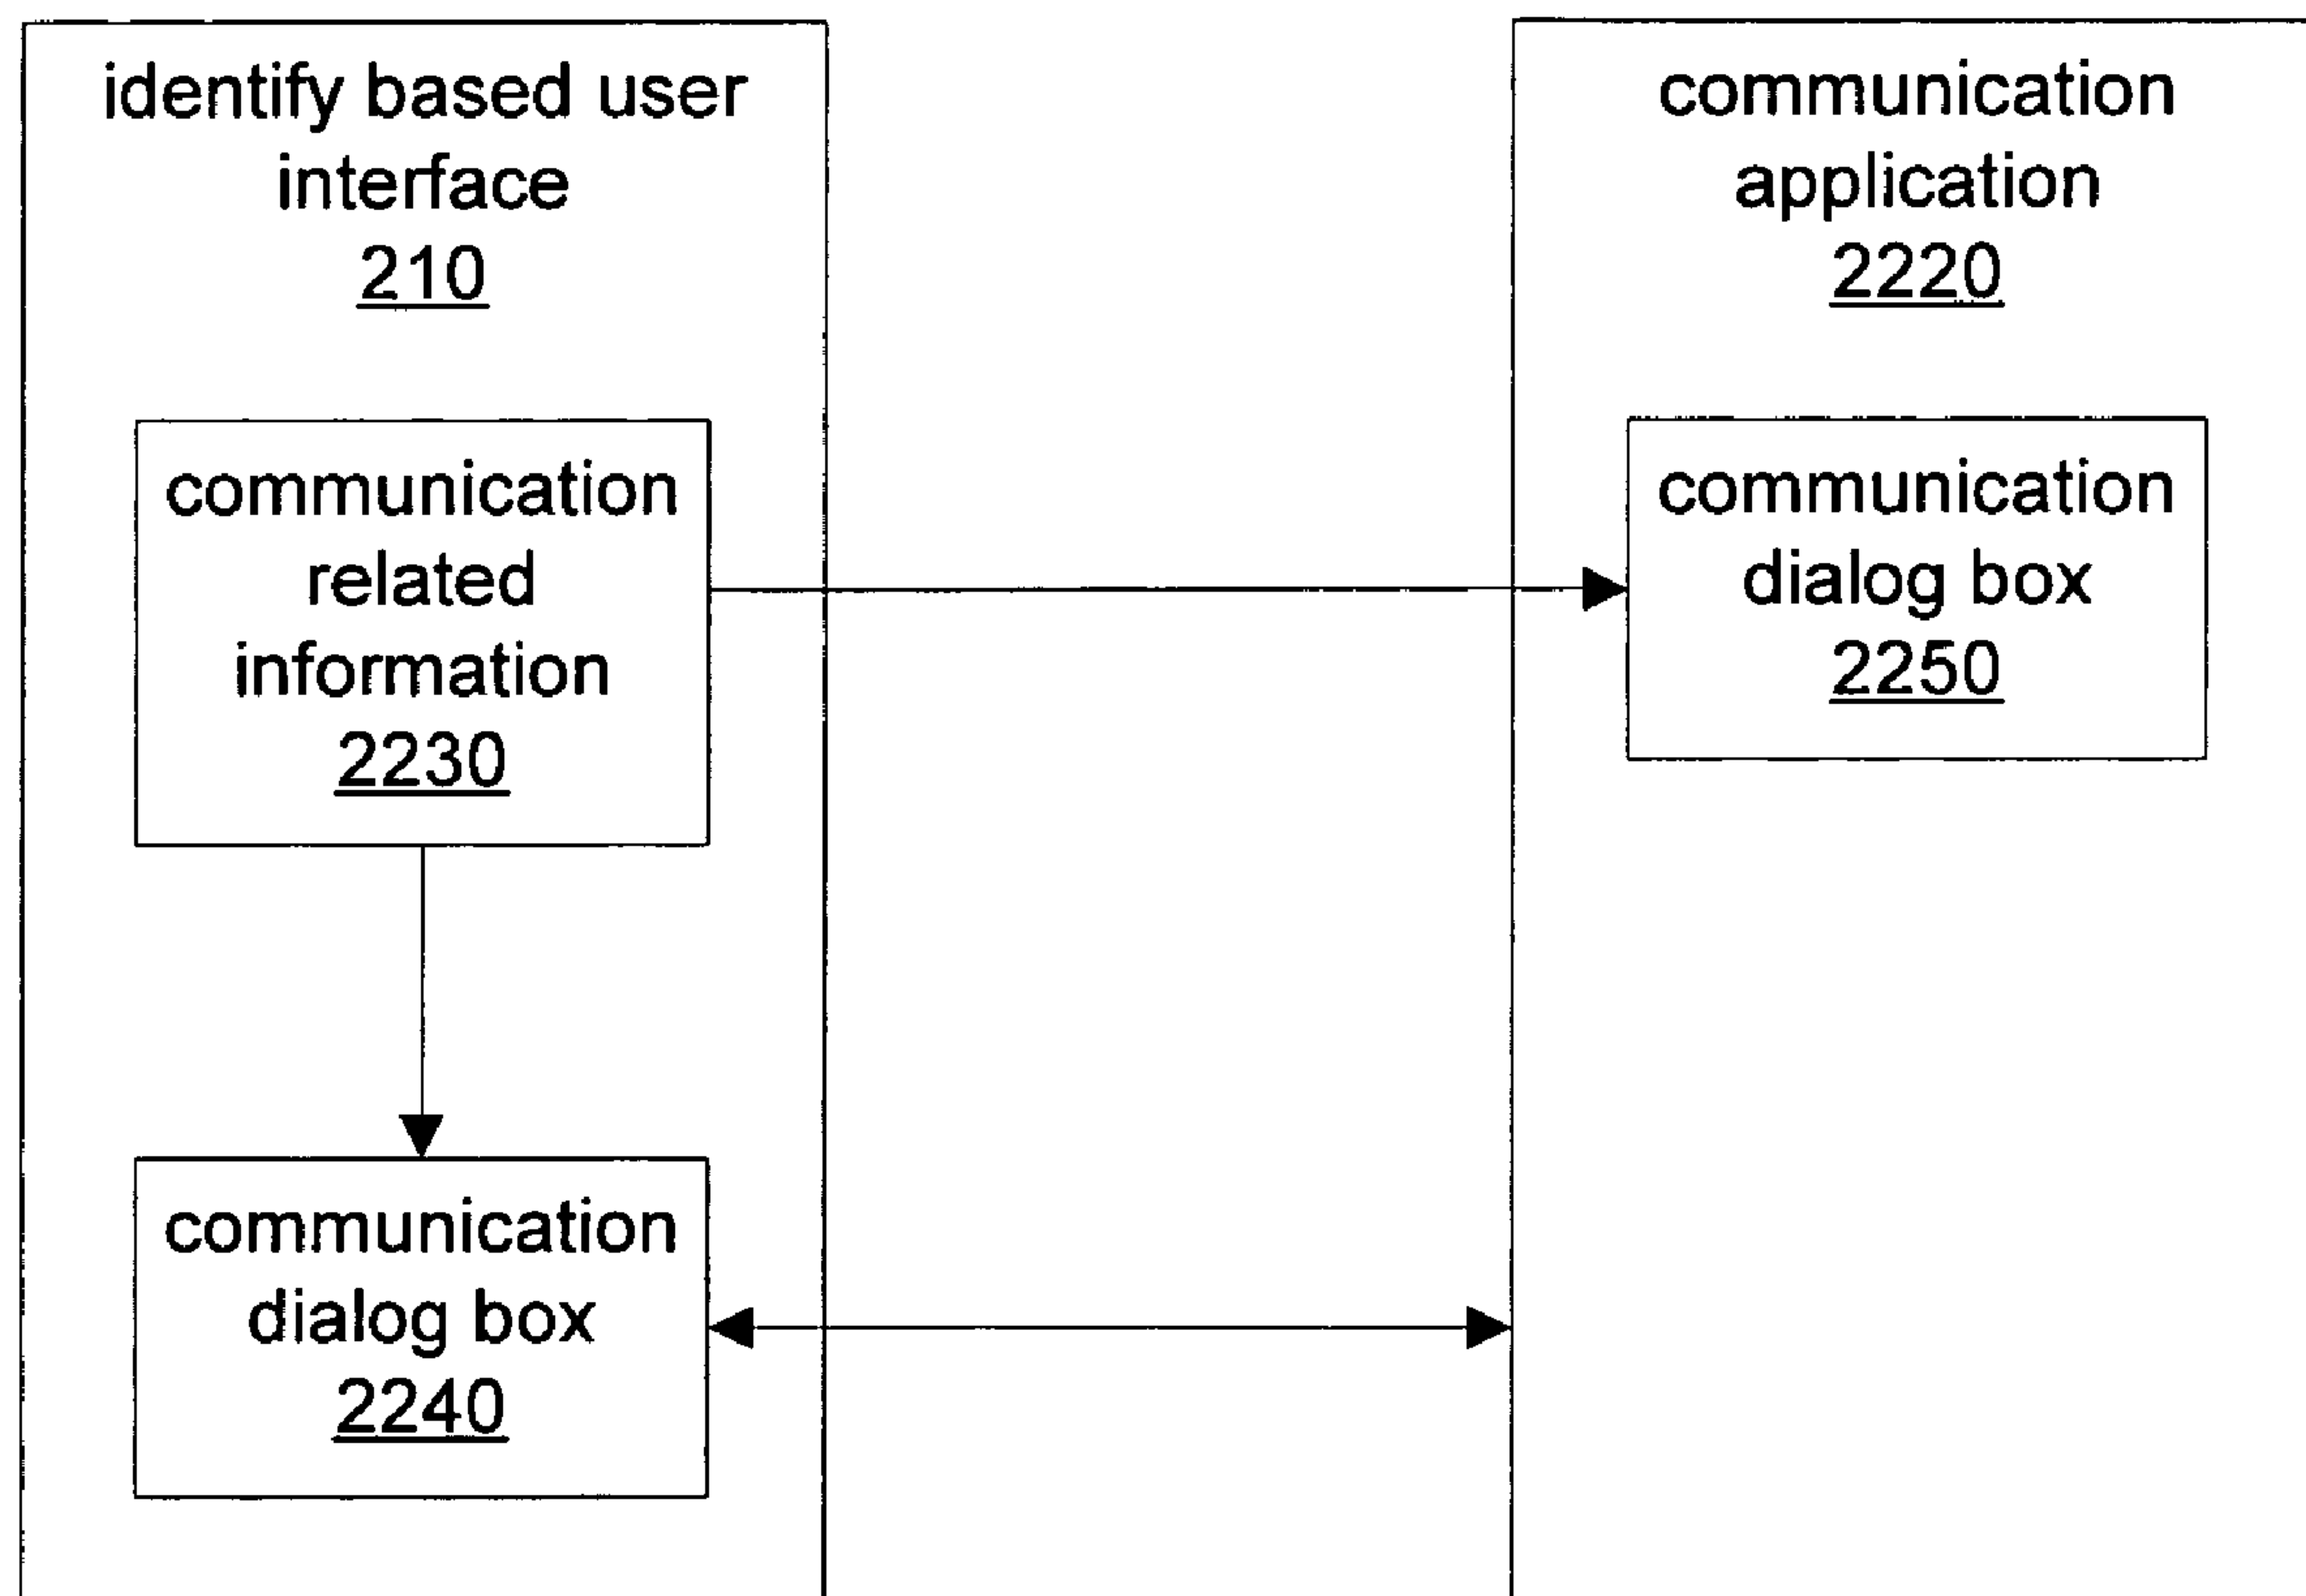 identify based user
interface
210
communication
related
information
2230
communication
dialog box
2240
communication
application
2220
communication
dialog box
2250